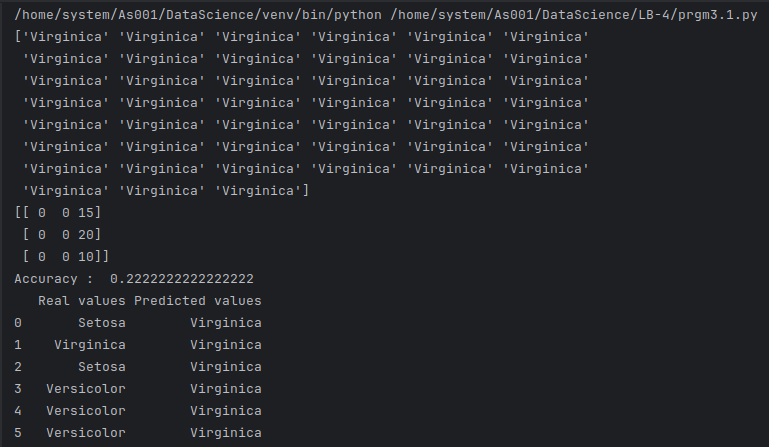 /home/system/As001/DataScience/venv/bin/python /home/system/As001/DataScience/LB-4/prgm3.1.py
['Virginica' 'Virginica' 'Virginica' 'Virginica' 'Virginica' 'Virginica'
 'Virginica' 'Virginica' 'Virginica' 'Virginica' 'Virginica' 'Virginica'
 'Virginica' 'Virginica' 'Virginica' 'Virginica' 'Virginica' 'Virginica'
 'Virginica' 'Virginica' 'Virginica' 'Virginica' 'Virginica' 'Virginica'
 'Virginica' 'Virginica' 'Virginica' 'Virginica' 'Virginica' 'Virginica'
 'Virginica' 'Virginica' 'Virginica' 'Virginica' 'Virginica' 'Virginica'
 'Virginica' 'Virginica' 'Virginica' 'Virginica' 'Virginica' 'Virginica'
 'Virginica' 'Virginica' 'Virginica']
[[ 0  0 15]
 [ 0  0 20]
 [ 0  0 10]]
Accuracy :  0.2222222222222222
   Real values Predicted values
0       Setosa        Virginica
1    Virginica        Virginica
2       Setosa        Virginica
3   Versicolor        Virginica
4   Versicolor        Virginica
5   Versicolor        Virginica